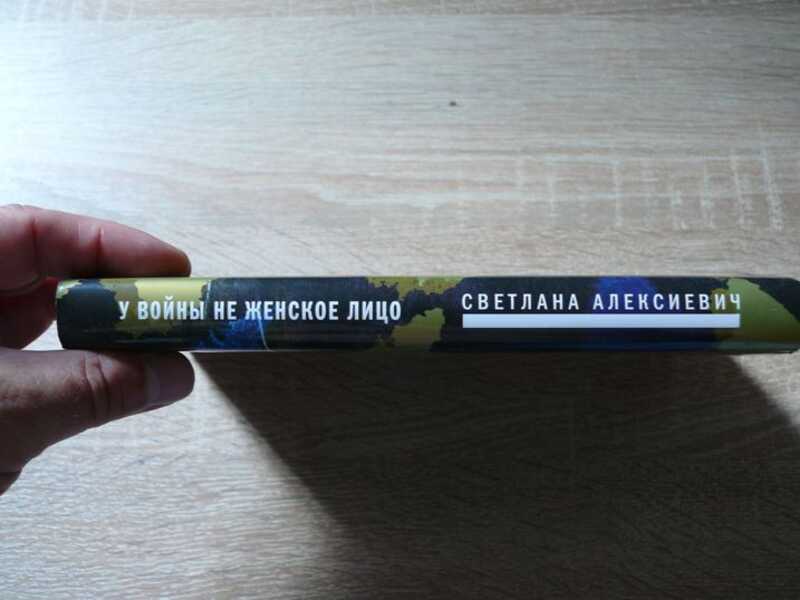 У ВОЙНЫ НЕ ЖЕНСКОЕ ЛИЦО
СВЕТЛАНА АЛЕКСИЕВИЧ